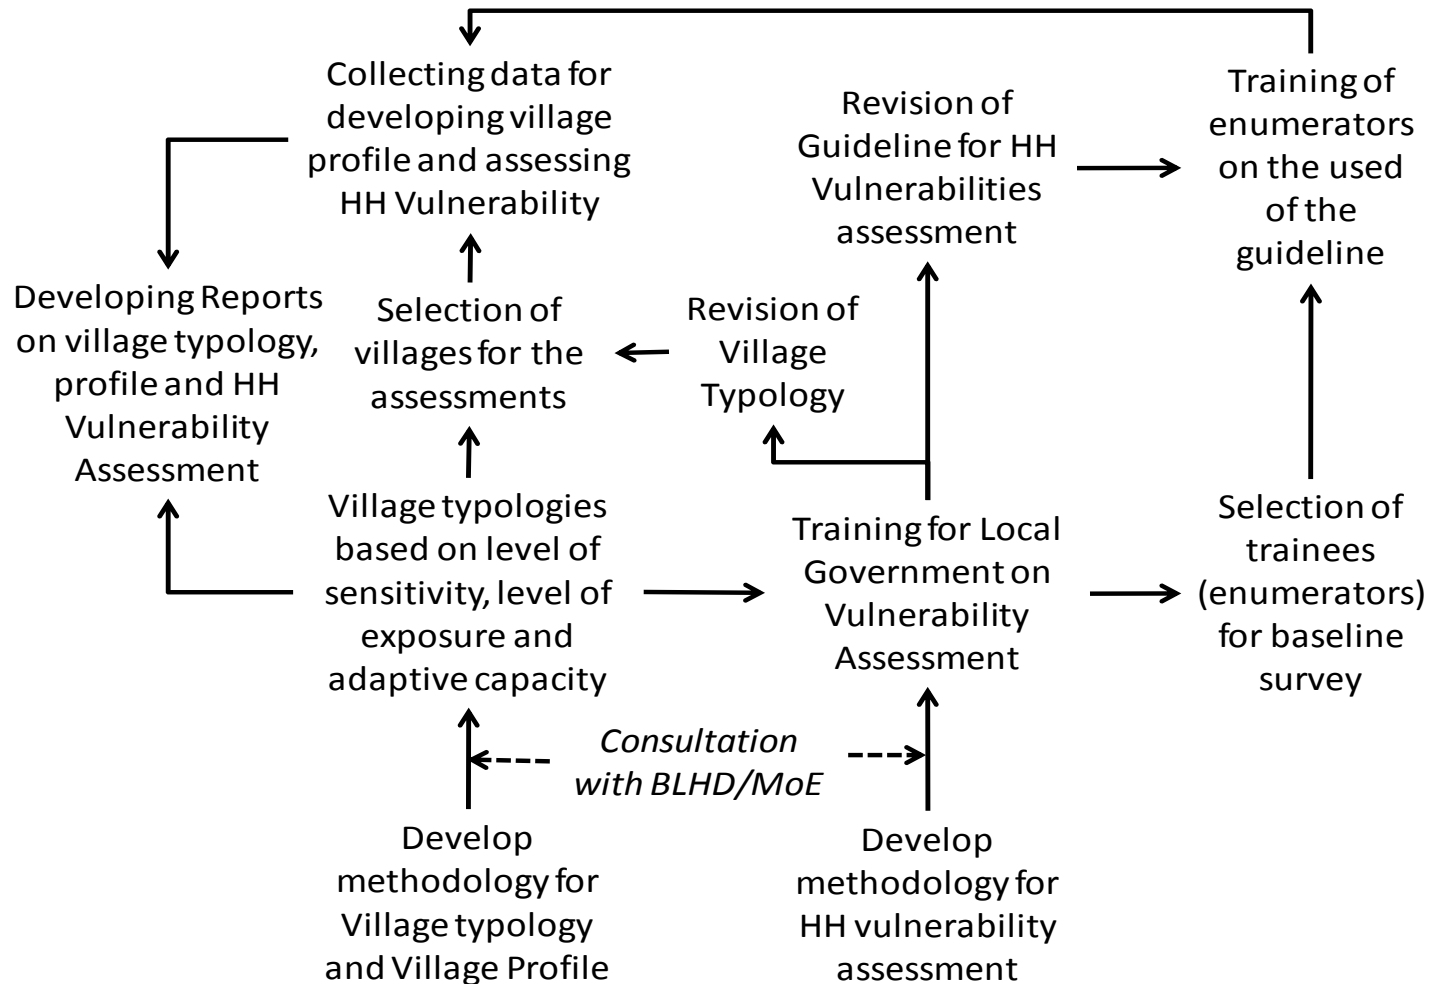 Collecting data for
developing village
profile and assessing
HH Vulnerability
Revision of
Guideline for HH
Vulnerabilities
assessment
Training of
enumerators
on the used
of the
guideline
Developing Reports
on village typology,
profile and HH
Vulnerability
Assessment
Selection of
villages for the
assessments
Revision of
Village
Typology
Village typologies
based on level of
sensitivity, level of
exposure and
adaptive capacity
Training for Local
Government on
Vulnerability
Assessment
Selection of
trainees
(enumerators)
for baseline
survey
Consultation
with BLHD/MoE
Develop
methodology for
Village typology
and Village Profile
Develop
methodology for
HH vulnerability
assessment